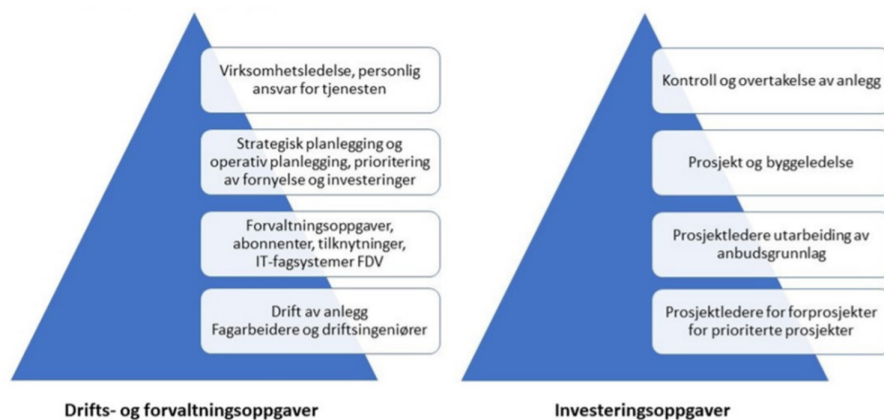 Virksomhetsledelse, personlig
ansvar for tjenesten
Strategisk planlegging og
operativ planlegging, prioritering
av fornyelse og investeringer
Forvaltningsoppgaver,
abonnenter, tilknytninger,
IT-fagsystemer FDV
Drift av anlegg
Fagarbeidere og driftsingeniører
Drifts- og forvaltningsoppgaver
Kontroll og overtakelse av anlegg
Prosjekt og byggeledelse
Prosjektledere utarbeiding av
anbudsgrunnlag
Prosjektledere for forprosjekter
for prioriterte prosjekter
Investeringsoppgaver